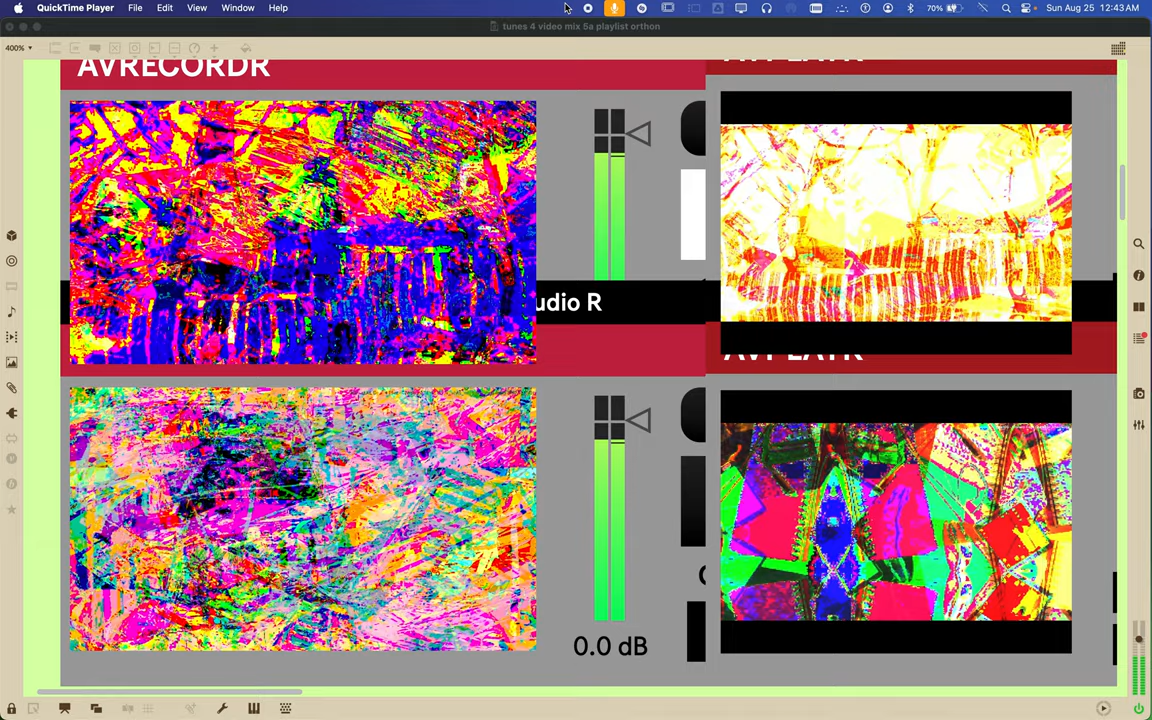 QuickTime Player File Edit View Window Help 70% Sun Aug 25 12:43 AM
tunes 4 video mix 5a playlist orthon
400%
AVRECORDR
udio R
0.0 dB